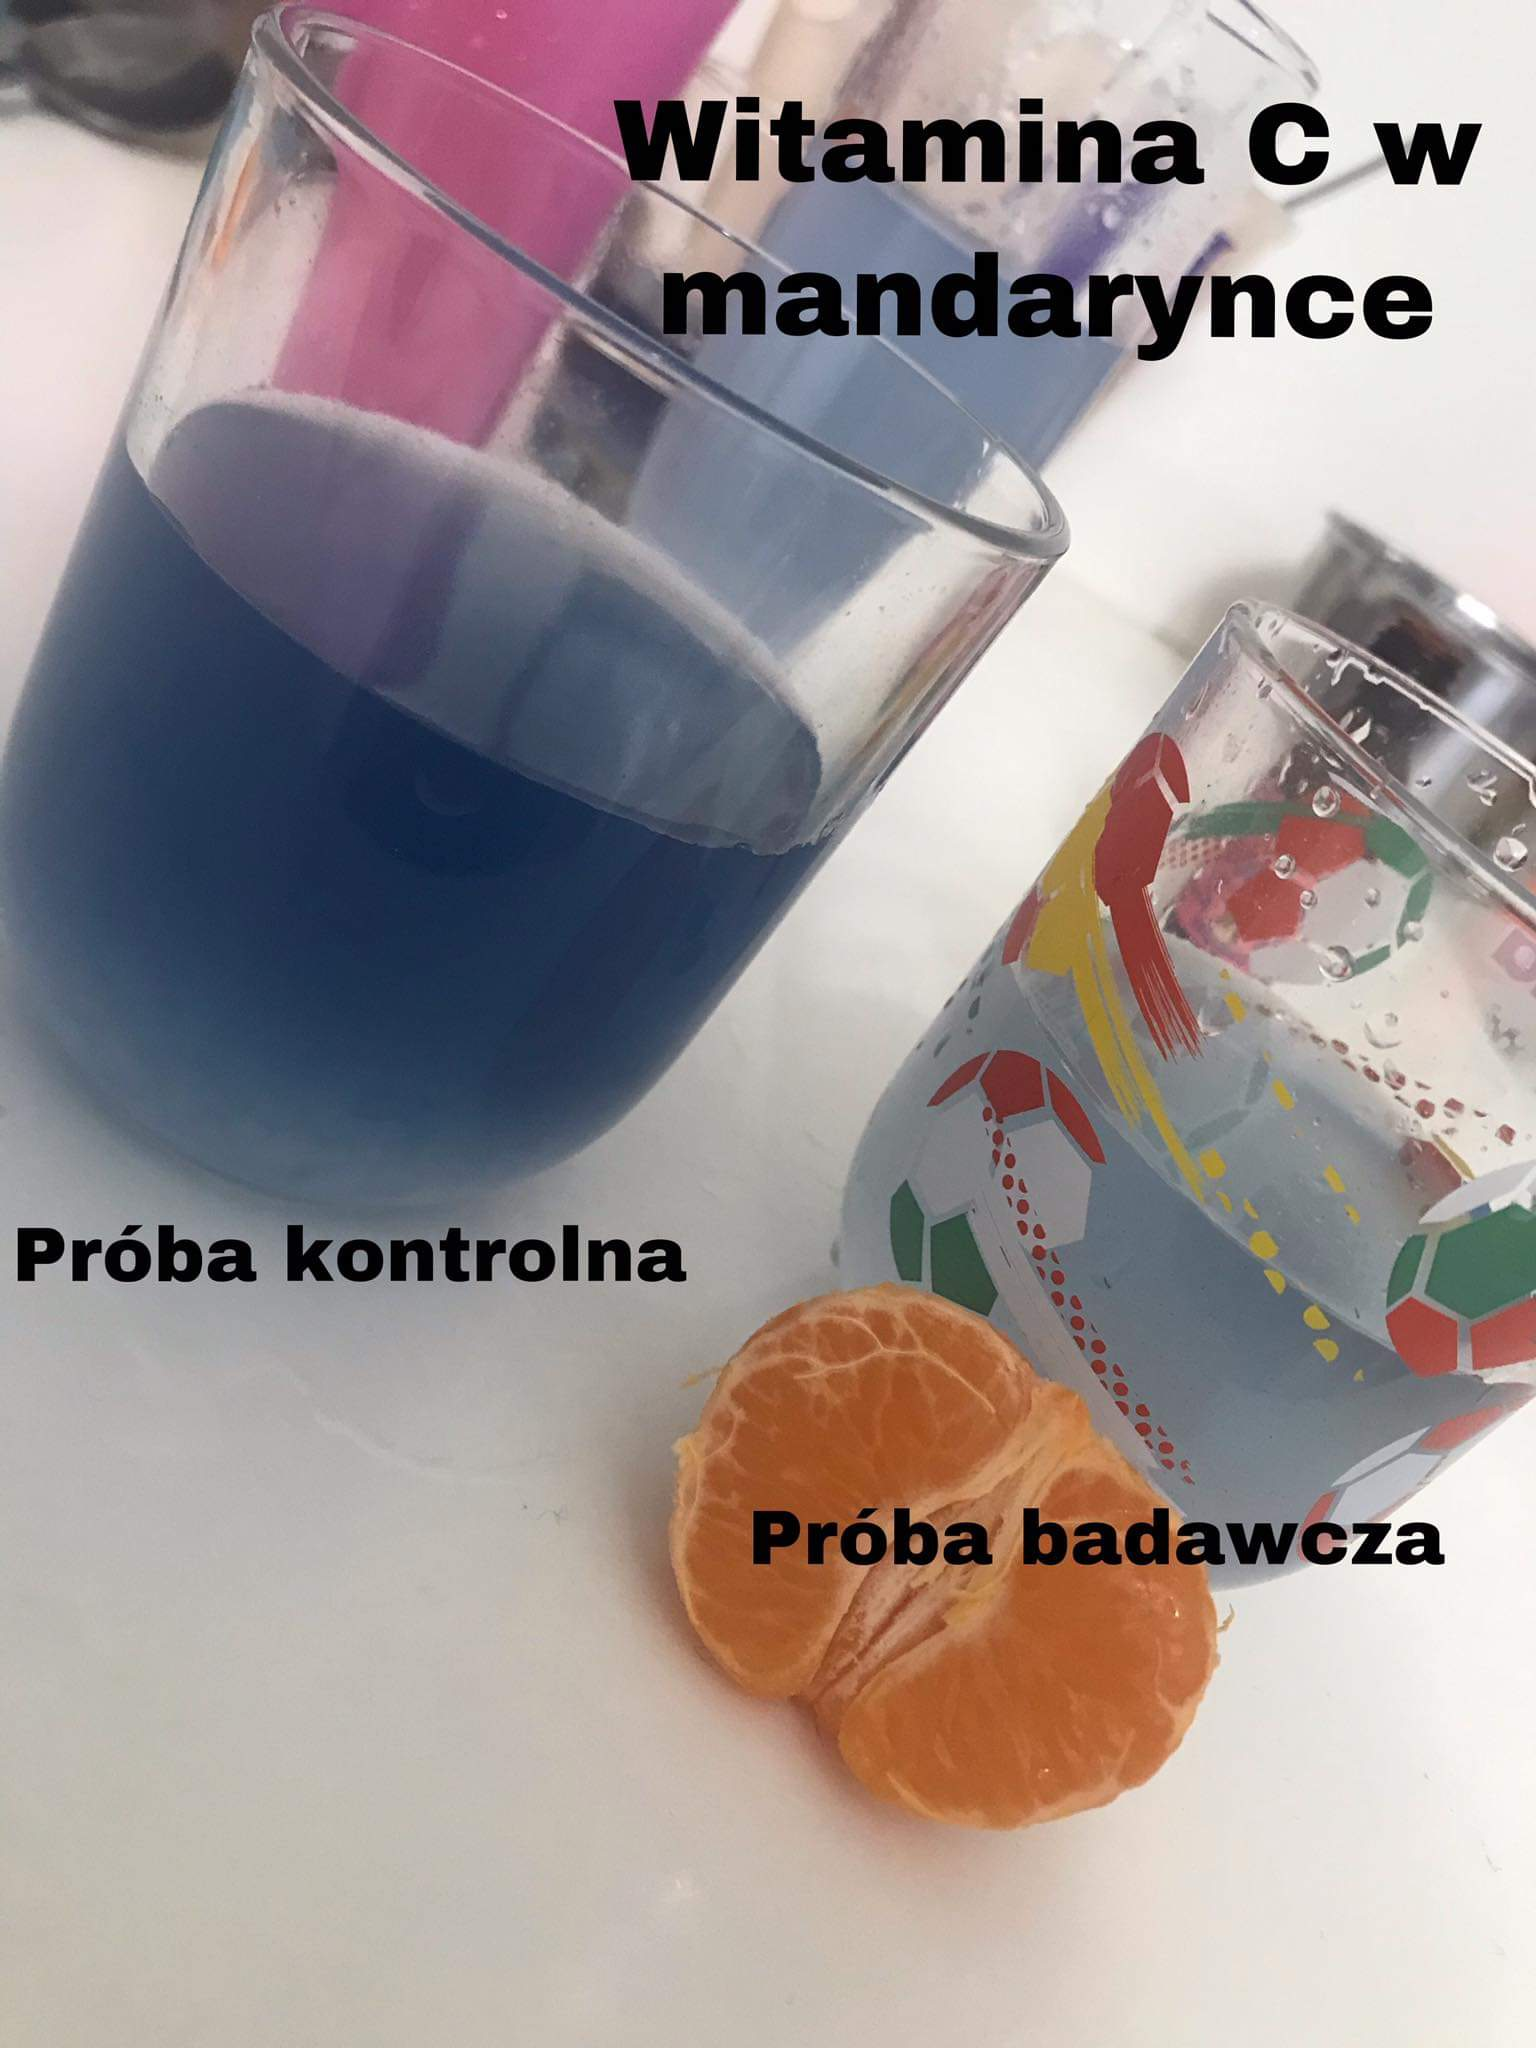 Witamina C w
mandarynce
Próba kontrolna
Próba badawcza